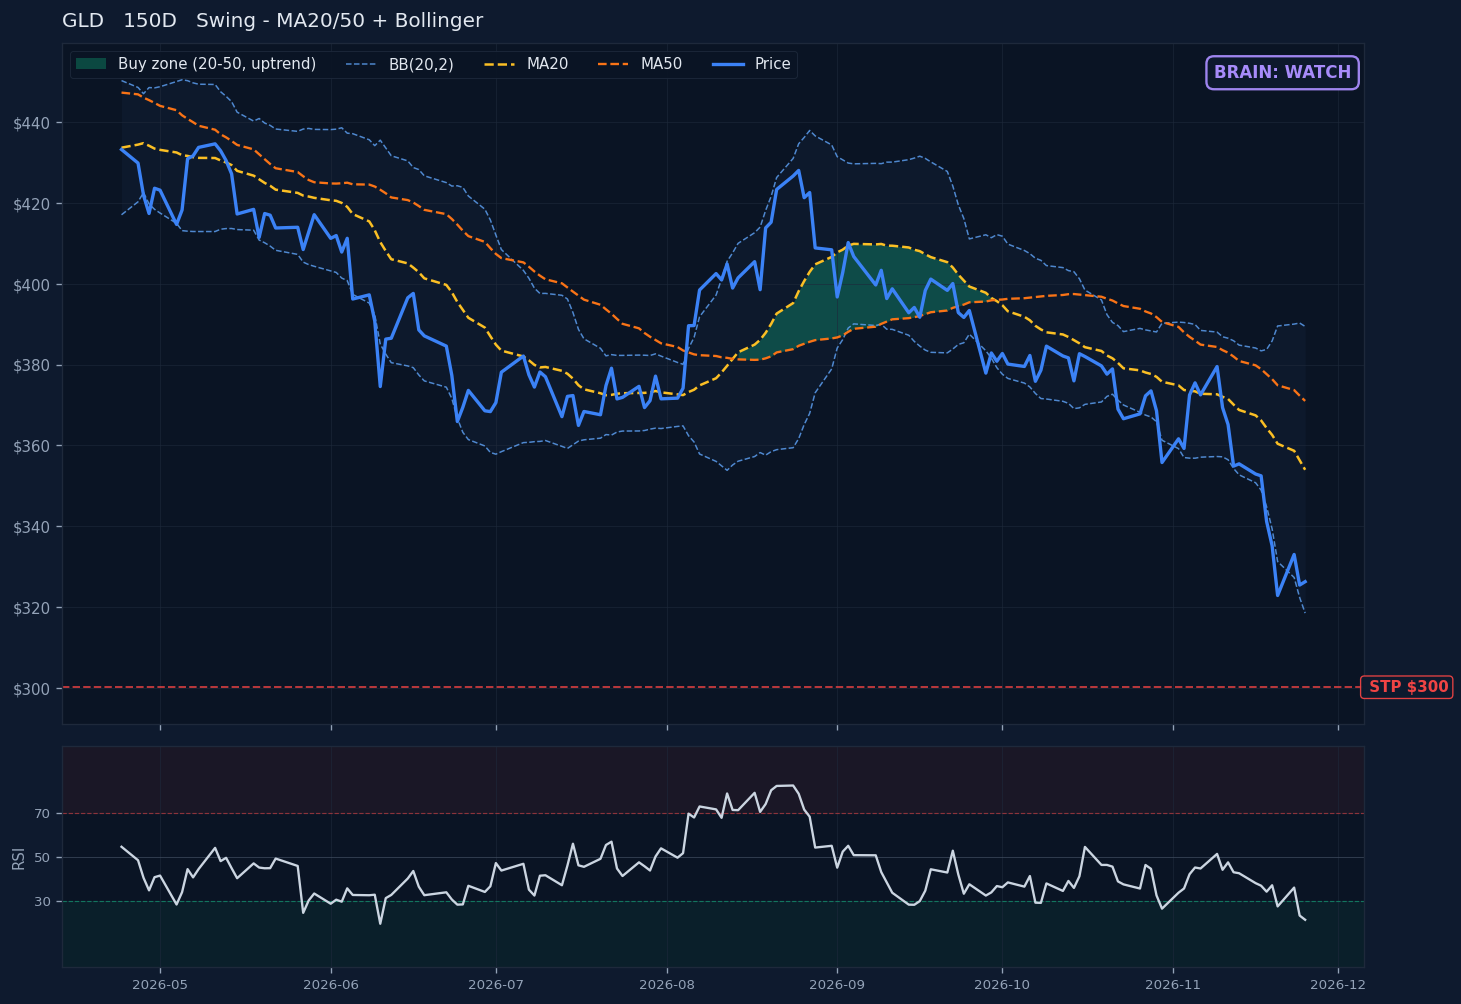 GLD   150D   Swing - MA20/50 + Bollinger
Buy zone (20-50, uptrend)   BB(20,2)   MA20   MA50   Price
BRAIN: WATCH
$440
$420
$400
$380
$360
$340
$320
$300
STP $300
RSI
70
50
30
2026-05   2026-06   2026-07   2026-08   2026-09   2026-10   2026-11   2026-12